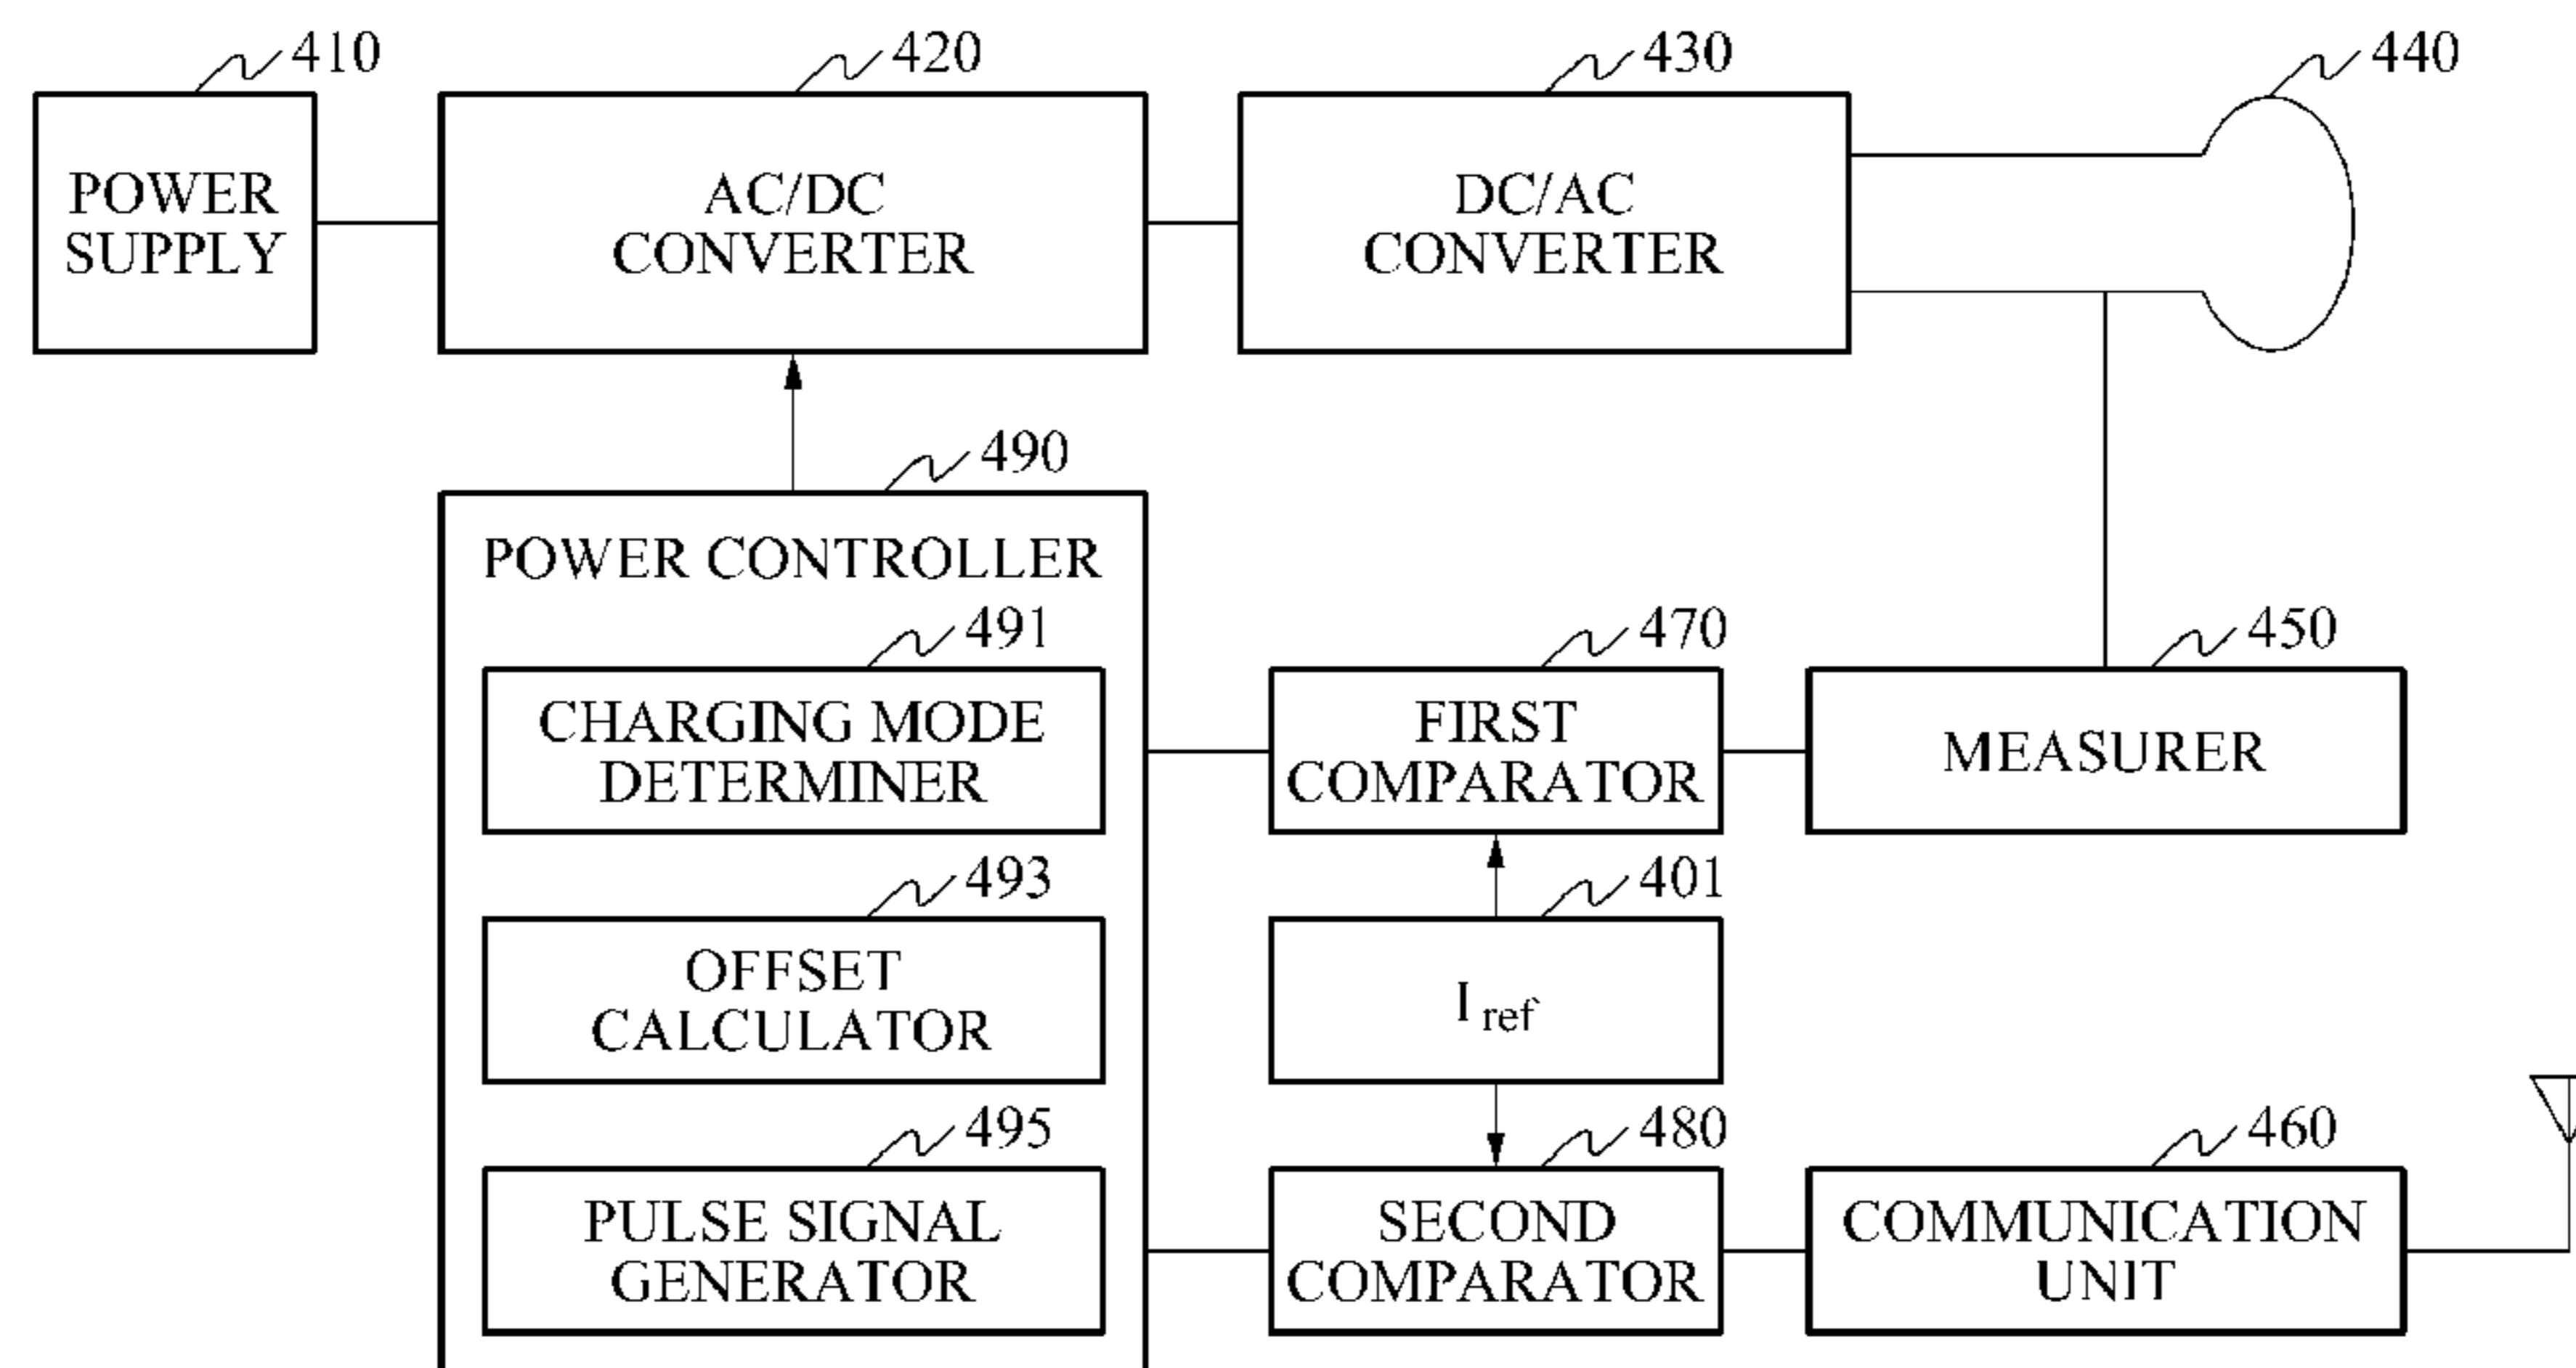 410
420
430
440
POWER
SUPPLY
AC/DC
CONVERTER
DC/AC
CONVERTER
490
POWER CONTROLLER
491
470
450
CHARGING MODE
DETERMINER
FIRST
COMPARATOR
MEASURER
493
401
OFFSET
CALCULATOR
I ref
495
480
460
PULSE SIGNAL
GENERATOR
SECOND
COMPARATOR
COMMUNICATION
UNIT